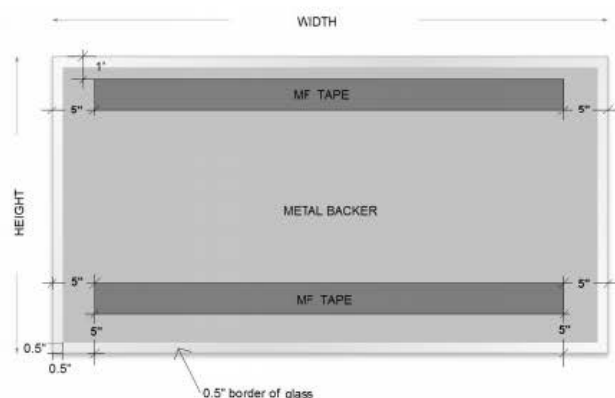 WIDTH
1'
MF TAPE
5"
5"
HEIGHT
METAL BACKER
5"
5"
MF TAPE
5"
5"
0.5"
0.5"
0.5" border of glass